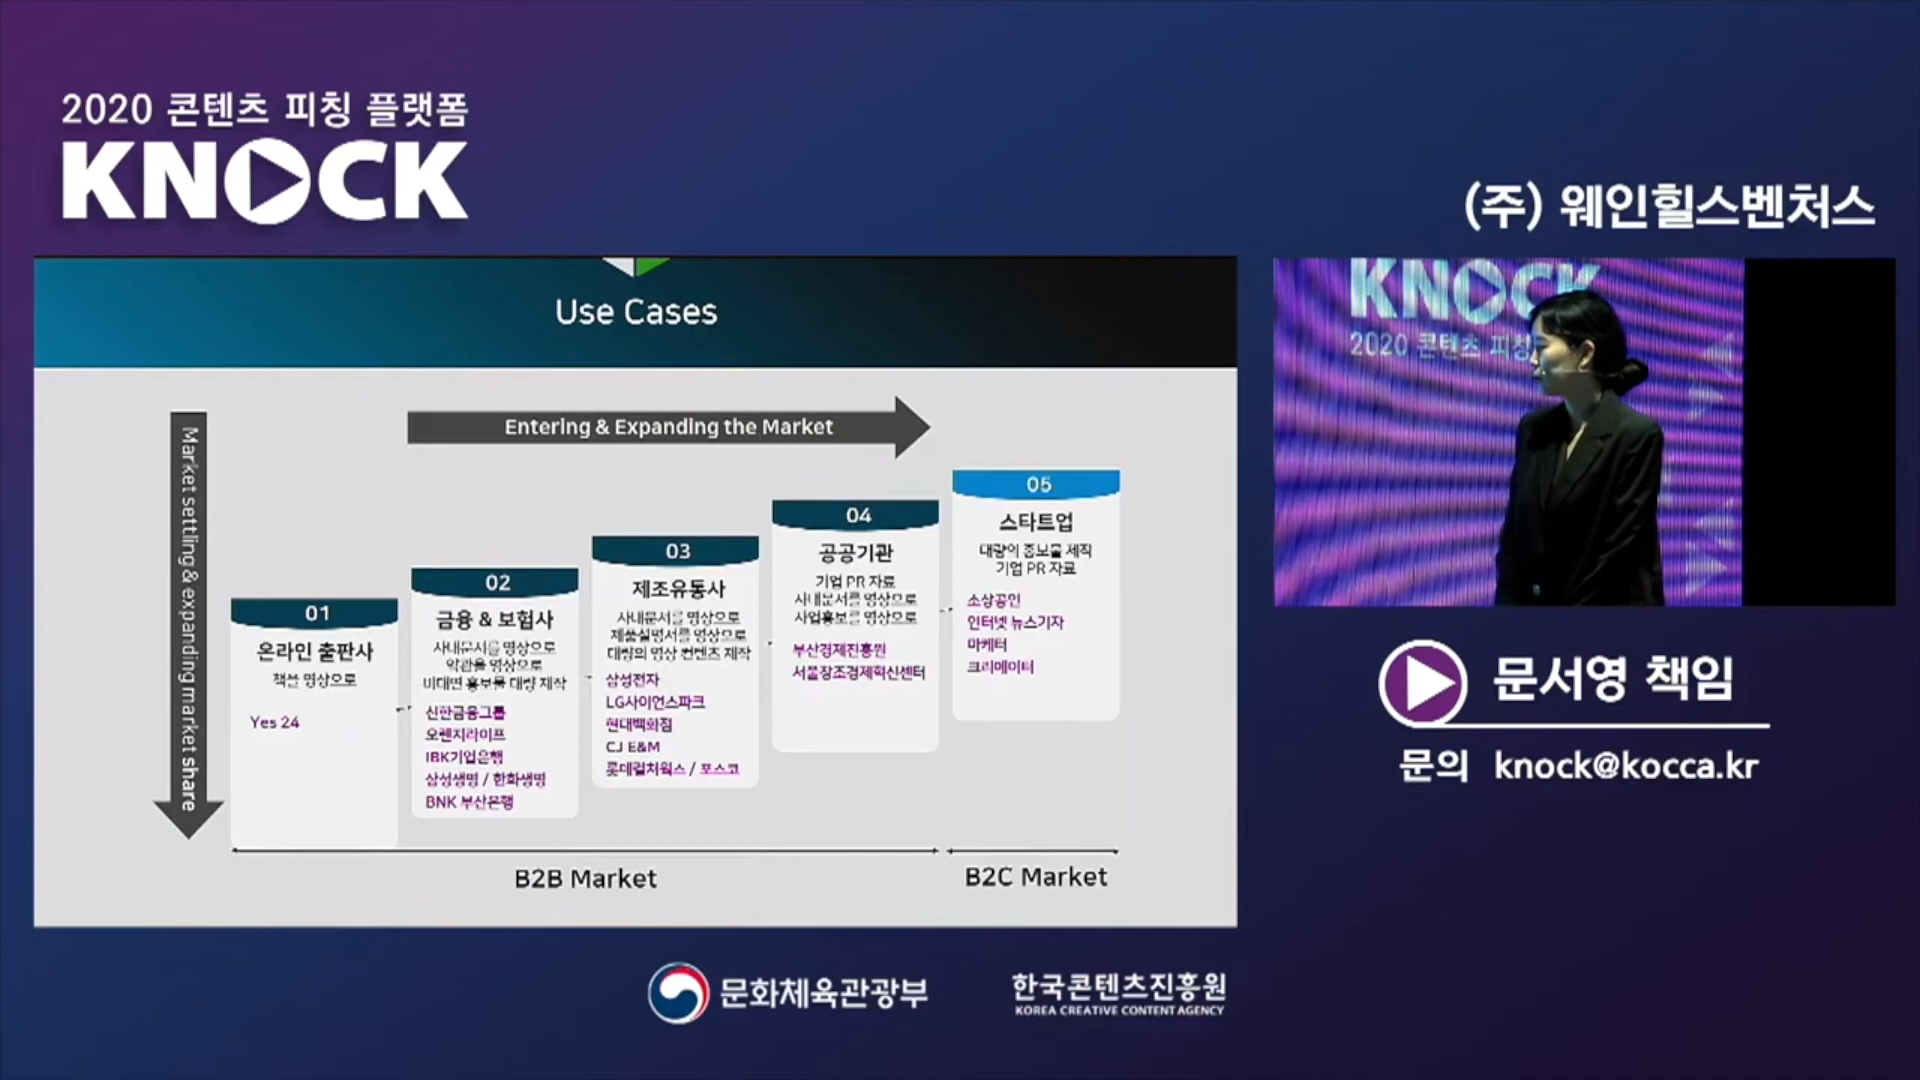 2020 콘텐츠 피칭 플랫폼
KNOCK
(주) 웨인힐스벤처스
Use Cases
Entering & Expanding the Market
Market settling & expanding market share
01
온라인 출판사
책을 영상으로
Yes 24
02
금융 & 보험사
사내문서를 영상으로
약관을 영상으로
비대면 홍보물 대량 제작
신한금융그룹
오렌지라이프
IBK기업은행
삼성생명 / 한화생명
BNK 부산은행
03
제조유통사
사내문서를 영상으로
제품설명서를 영상으로
대량의 영상 컨텐츠 제작
삼성전자
LG사이언스파크
현대백화점
CJ E&M
롯데컬처웍스 / 포스코
04
공공기관
기업 PR 자료
사내문서를 영상으로
사업홍보를 영상으로
부산경제진흥원
서울창조경제혁신센터
05
스타트업
대량의 홍보물 제작
기업 PR 자료
소상공인
인터넷 뉴스기자
마케터
크리에이터
B2B Market
B2C Market
KNOCK
2020 콘텐츠 피칭
문서영 책임
문의 knock@kocca.kr
문화체육관광부
한국콘텐츠진흥원
KOREA CREATIVE CONTENT AGENCY